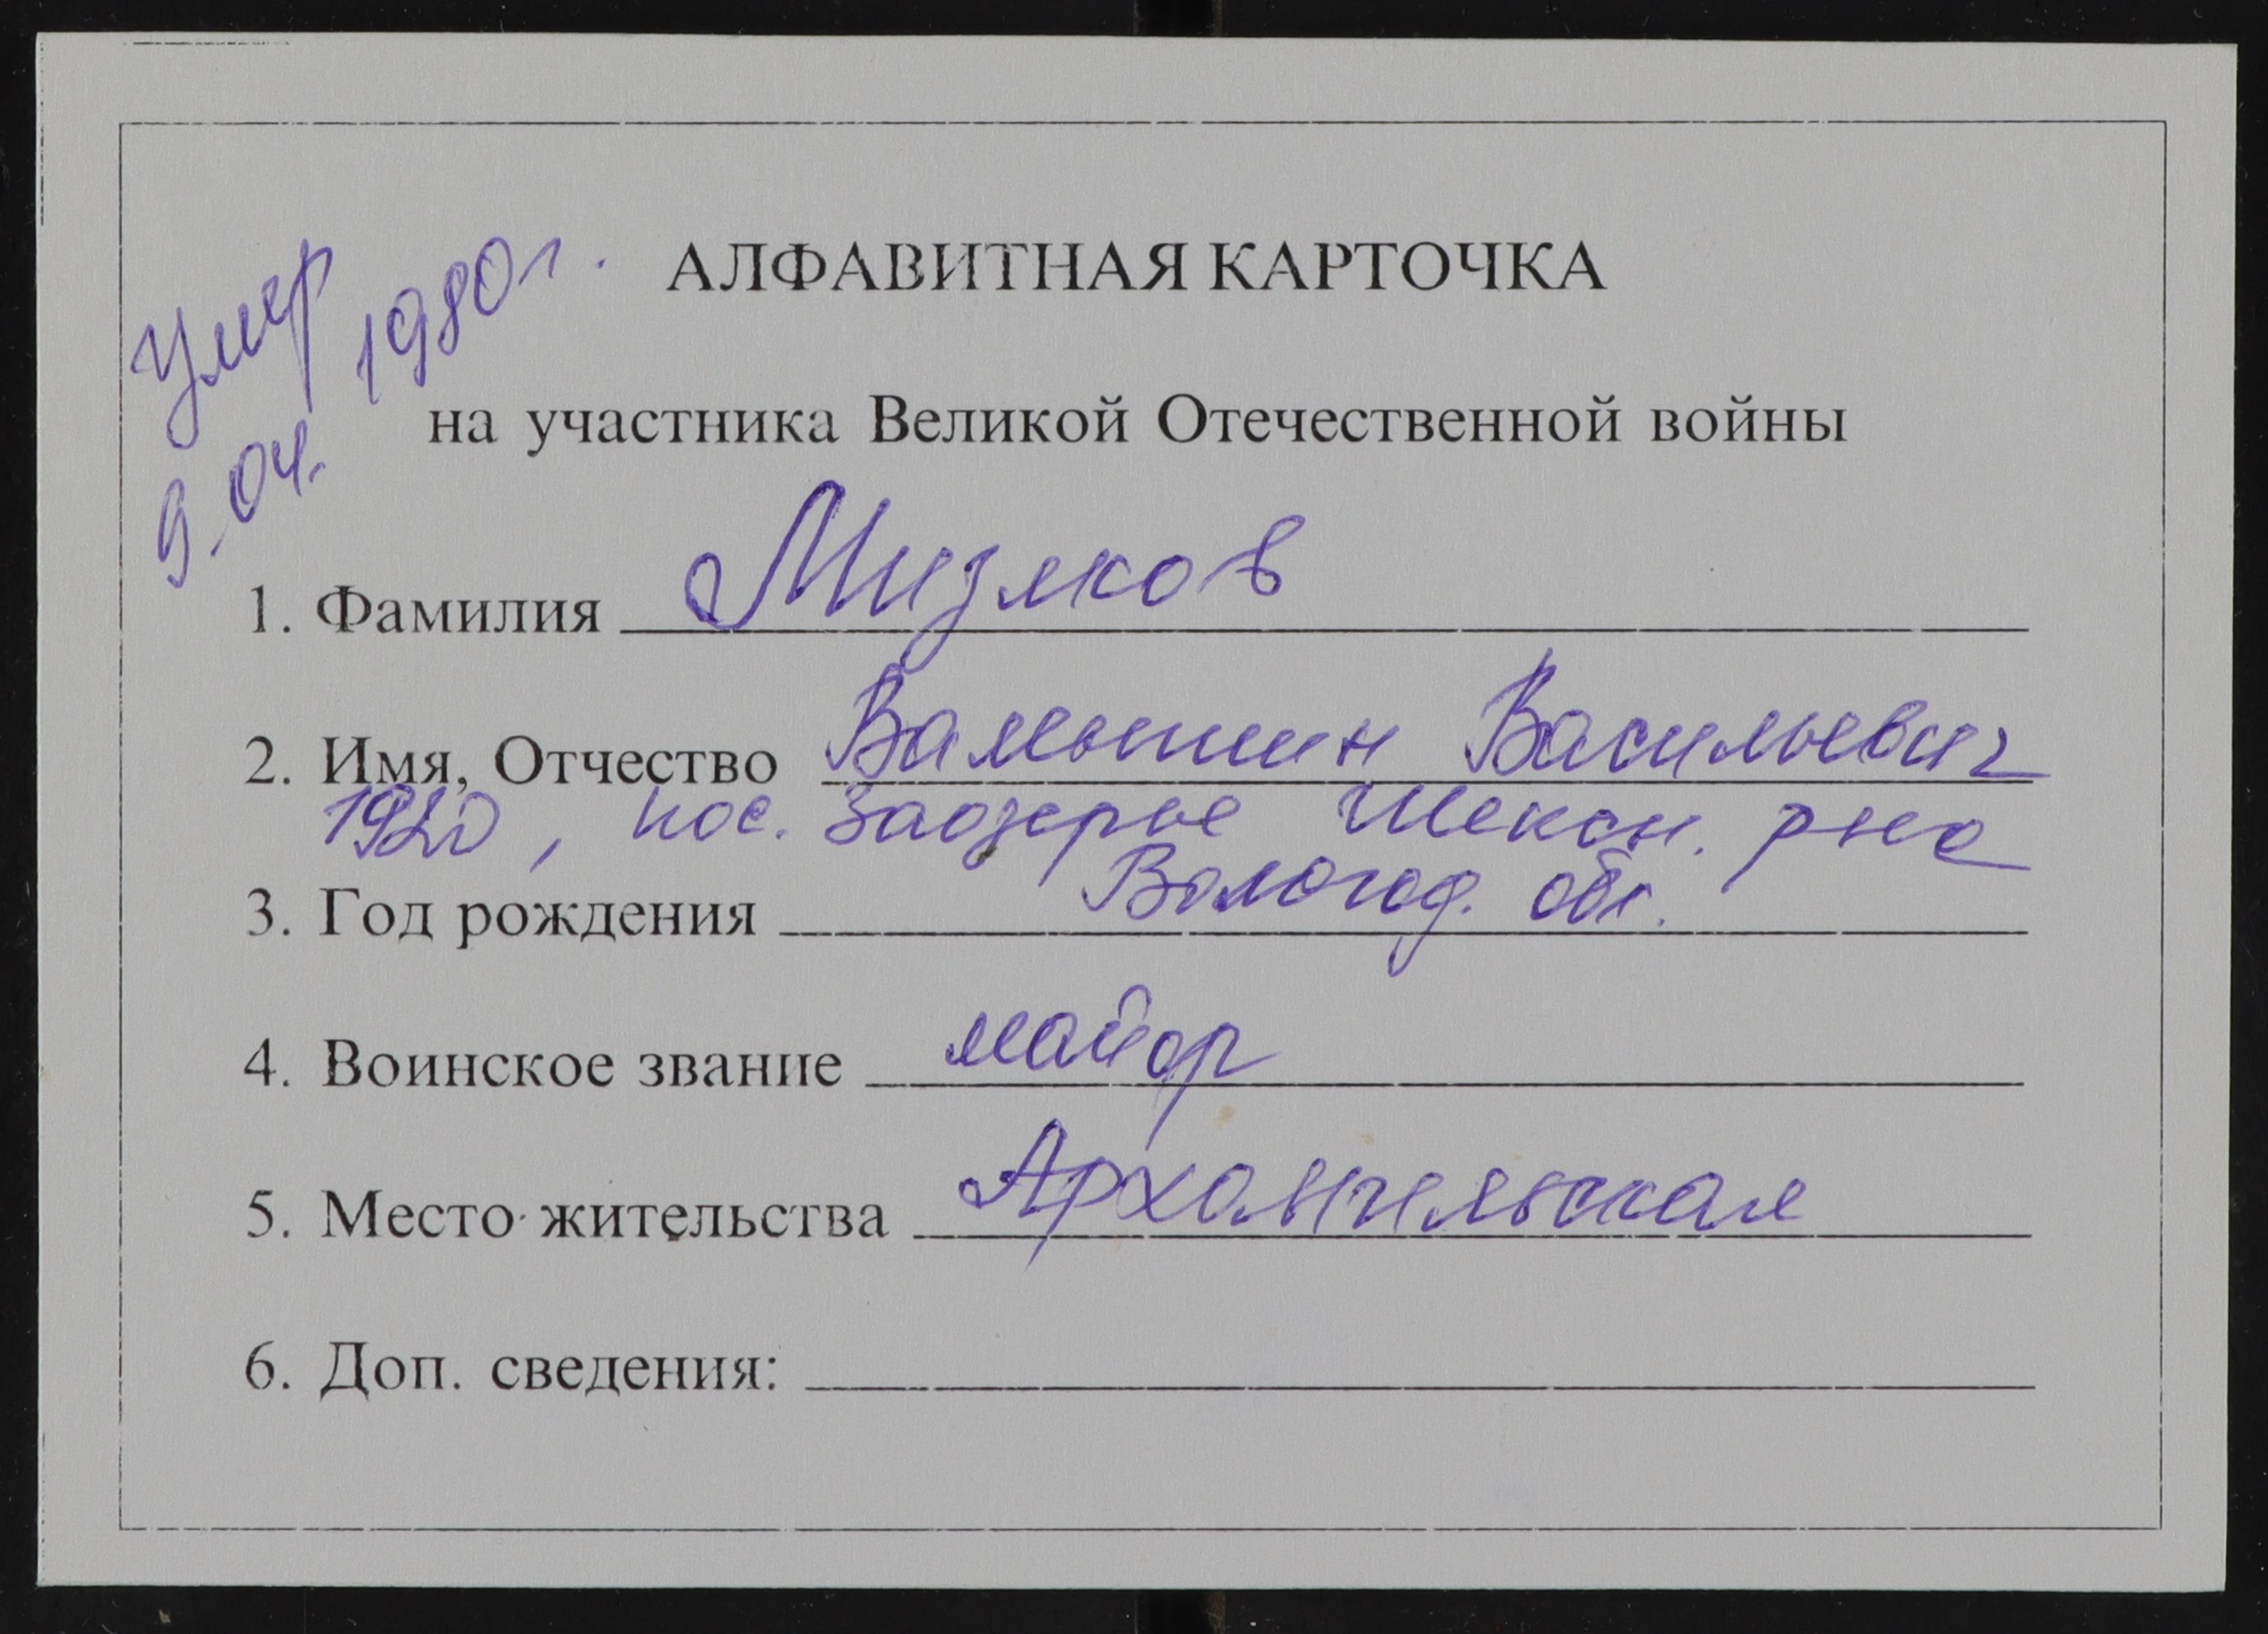 Умер
9.04. 1980 г.
АЛФАВИТНАЯ КАРТОЧКА
на участника Великой Отечественной войны
1. Фамилия Мизяков
2. Имя, Отчество Валентин Васильевич
1920, пос. Заозерье Шексн. р-на
Вологод. обл.
3. Год рождения
4. Воинское звание майор
5. Место жительства Архангельская
6. Доп. сведения: